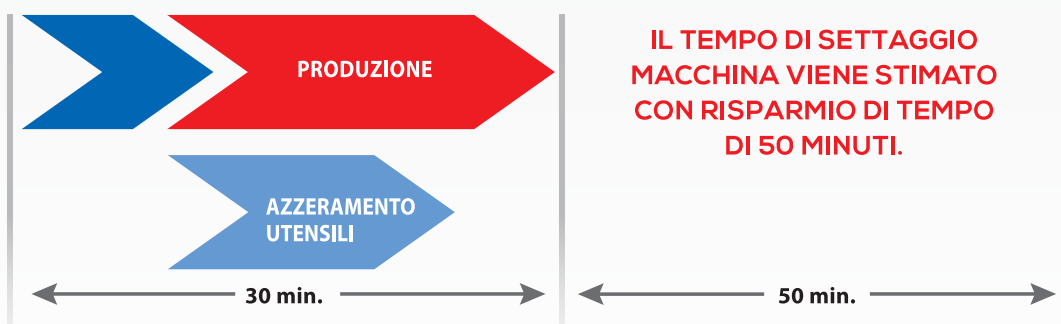 PRODUZIONE
AZZERAMENTO
UTENSILI
30 min.
IL TEMPO DI SETTAGGIO
MACCHINA VIENE STIMATO
CON RISPARMIO DI TEMPO
DI 50 MINUTI.
50 min.